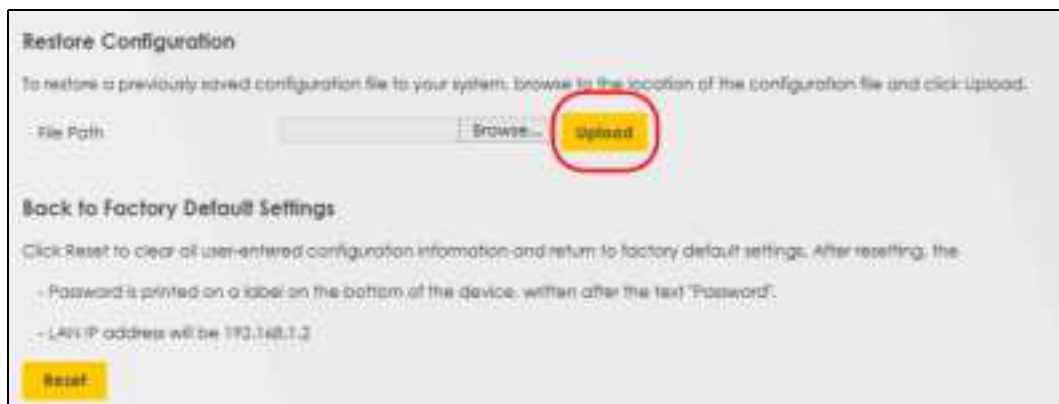 Restore Configuration
To restore a previously saved configuration file to your system, browse to the location of the configuration file and click Upload.
File Path
Browse... Upload
Back to Factory Default Settings
Click Reset to clear all user-entered configuration information and return to factory default settings. After resetting, the
- Password is printed on a label on the bottom of the device, written after the text "Password".
- LAN IP address will be 192.168.1.2
Reset